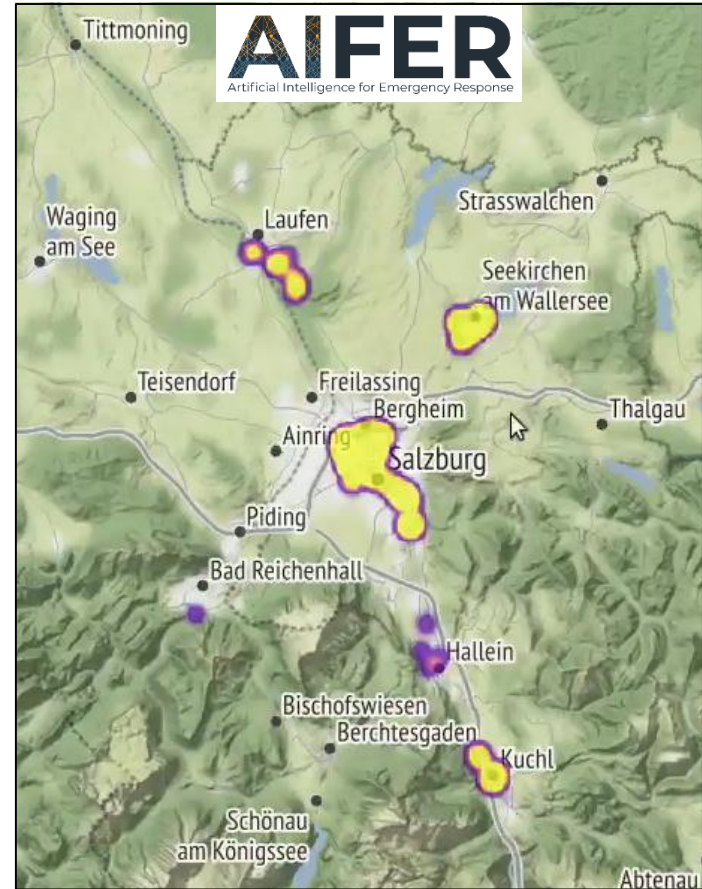 AIFER
Artificial Intelligence for Emergency Response
Tittmoning
Strasswalchen
Waging
am See
Laufen
Seekirchen
am Wallersee
Teisendorf
Freilassing
Bergheim
Thalgau
Ainring
Salzburg
Piding
Bad Reichenhall
Hallein
Bischofswiesen
Berchtesgaden
Kuchl
Schönau
am Königssee
Abtenau